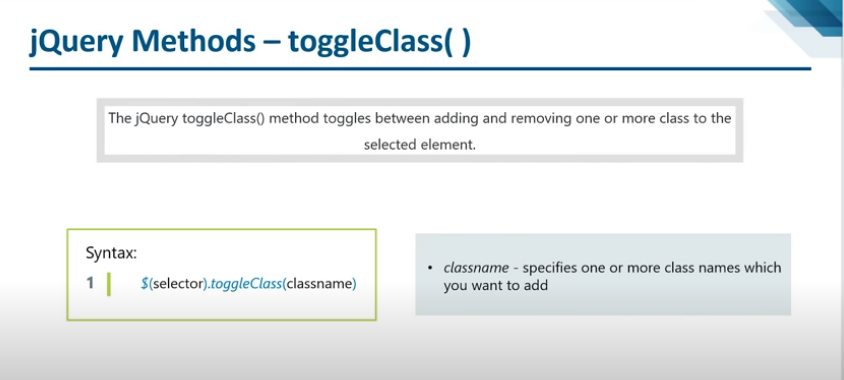 jQuery Methods – toggleClass( )
The jQuery toggleClass() method toggles between adding and removing one or more class to the
selected element.
Syntax:
1 $(selector).toggleClass(classname)
• classname - specifies one or more class names which
you want to add